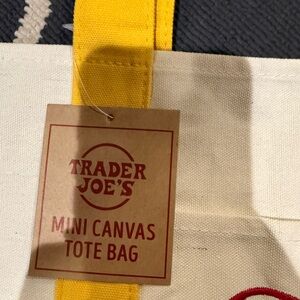 TRADER
JOE'S
MINI CANVAS
TOTE BAG